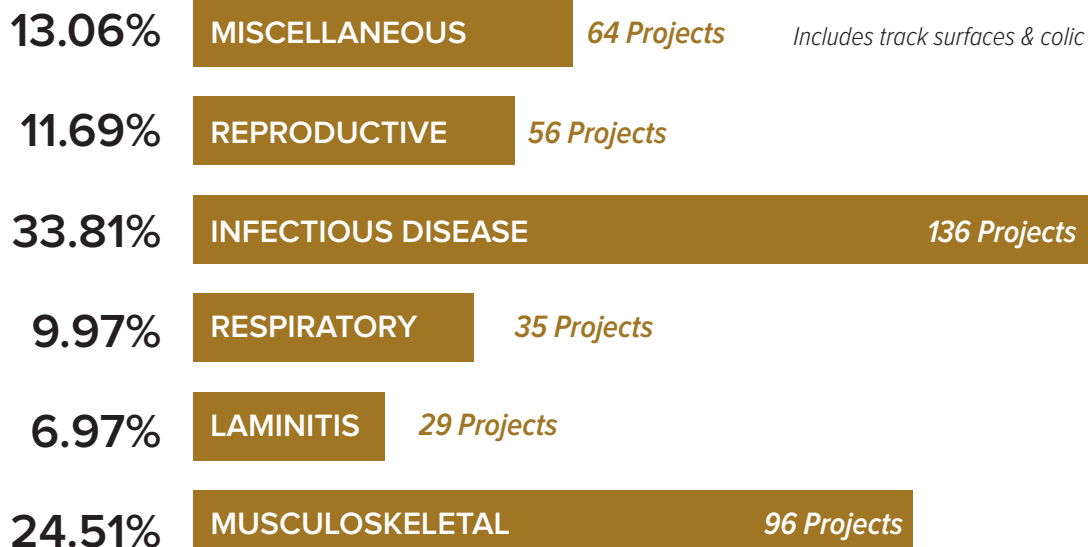 13.06% MISCELLANEOUS 64 Projects Includes track surfaces & colic
11.69% REPRODUCTIVE 56 Projects
33.81% INFECTIOUS DISEASE 136 Projects
9.97% RESPIRATORY 35 Projects
6.97% LAMINITIS 29 Projects
24.51% MUSCULOSKELETAL 96 Projects